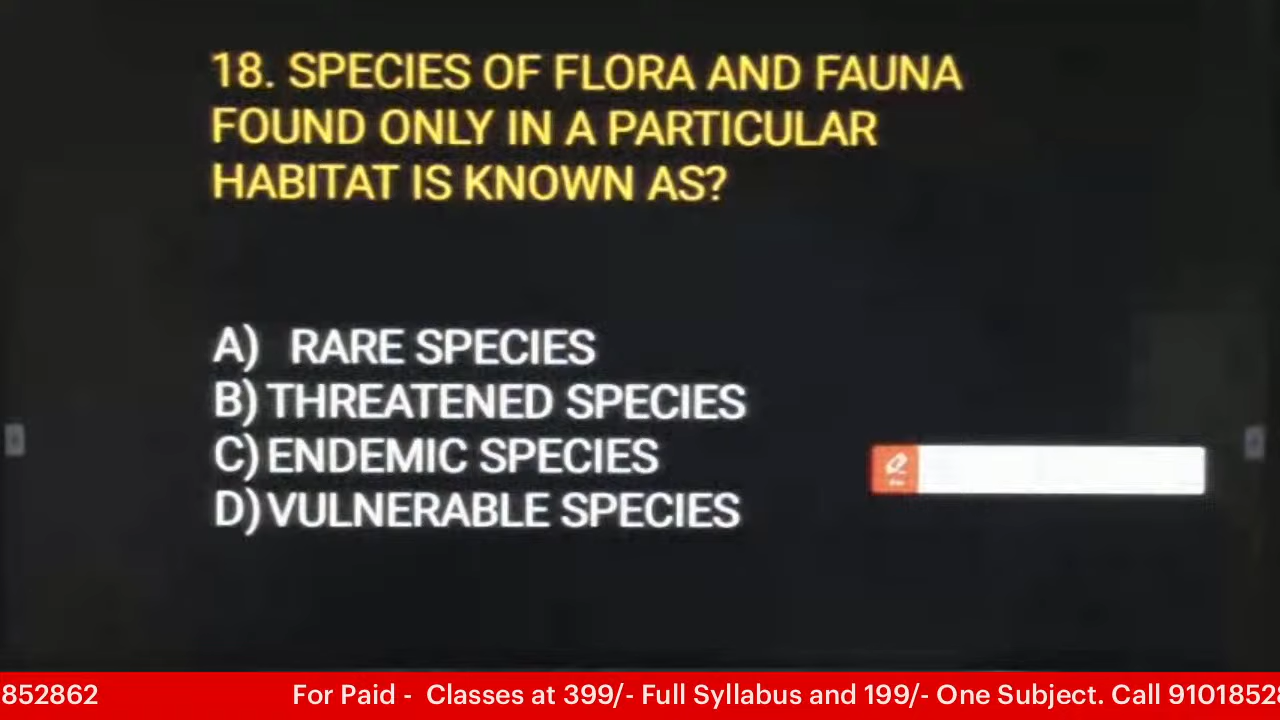 18. SPECIES OF FLORA AND FAUNA
FOUND ONLY IN A PARTICULAR
HABITAT IS KNOWN AS?
A) RARE SPECIES
B) THREATENED SPECIES
C) ENDEMIC SPECIES
D) VULNERABLE SPECIES
852862 For Paid - Classes at 399/- Full Syllabus and 199/- One Subject. Call 9101852